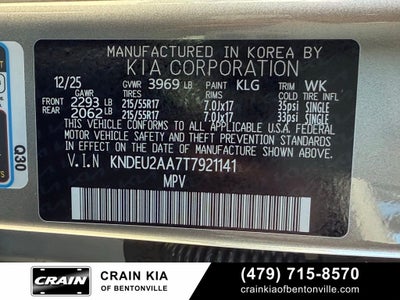 MANUFACTURED IN KOREA BY
KIA CORPORATION
12/25 GVWR 3969 LB PAINT KLG TRIM WK
GAWR TIRES RIMS COLD TIRE INFL
FRONT 2293 LB 215/55R17 7.0Jx17 35psi SINGLE
REAR 2062 LB 215/55R17 7.0Jx17 33psi SINGLE
THIS VEHICLE CONFORMS TO ALL APPLICABLE U.S. FEDERAL
MOTOR VEHICLE SAFETY AND THEFT PREVENTION STANDARDS
IN EFFECT ON THE DATE OF MANUFACTURE SHOWN ABOVE.
V.I.N KNDEU2AA7T7921141
MPV
Q30
CRAIN
CRAIN KIA
OF BENTONVILLE
(479) 715-8570
crainkiaofbentonville.com